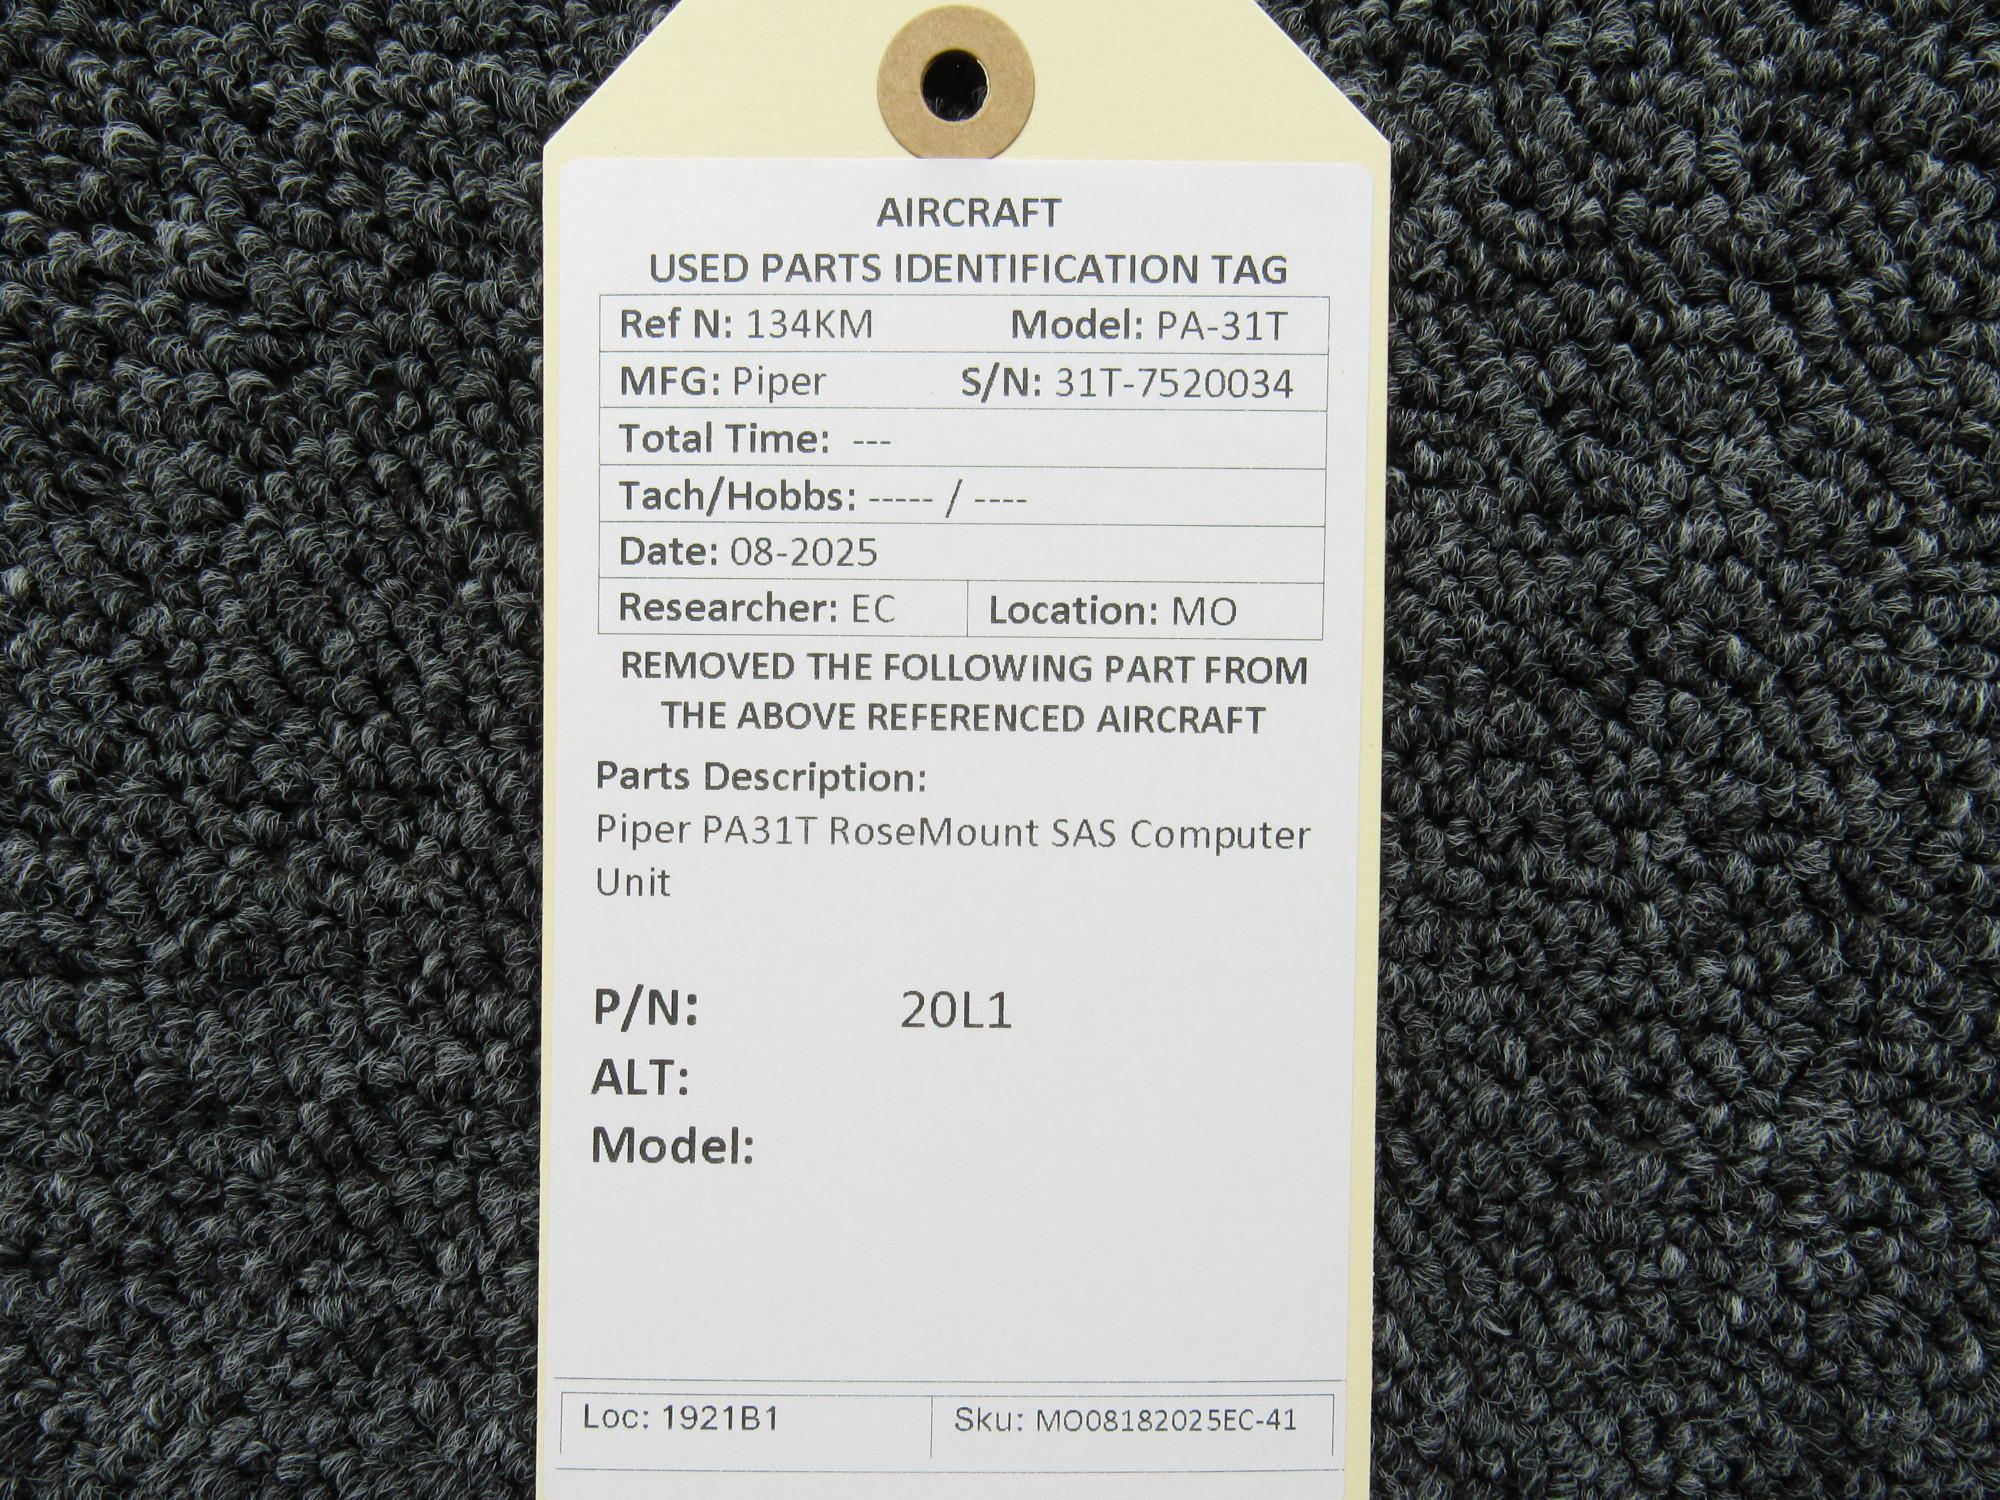 AIRCRAFT
USED PARTS IDENTIFICATION TAG
Ref N: 134KM Model: PA-31T
MFG: Piper S/N: 31T-7520034
Total Time: ---
Tach/Hobbs: ----- / ----
Date: 08-2025
Researcher: EC Location: MO
REMOVED THE FOLLOWING PART FROM
THE ABOVE REFERENCED AIRCRAFT
Parts Description:
Piper PA31T RoseMount SAS Computer
Unit
P/N: 20L1
ALT:
Model:
Loc: 1921B1 Sku: MO08182025EC-41